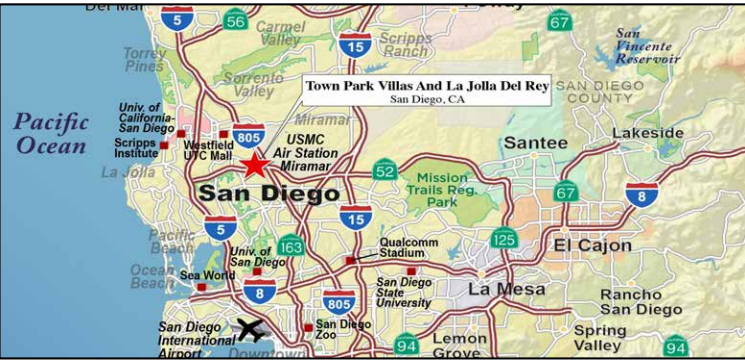 Del Mar
5
56
Carmel
Valley
15
Scripps
Ranch
67
San
Vincente
Reservoir
Torrey
Pines
Sorrento
Valley
Town Park Villas And La Jolla Del Rey
San Diego, CA
SAN DIEGO
COUNTY
Pacific
Ocean
Univ. of
California-
San Diego
Scripps
Institute
Westfield
UTC Mall
805
Miramar
USMC
Air Station
Miramar
Santee
Lakeside
La Jolla
52
Mission
Trails Reg.
Park
67
8
San Diego
5
15
163
125
El Cajon
Pacific
Beach
Ocean
Beach
Sea World
Univ. of
San Diego
Qualcomm
Stadium
San Diego
State
University
La Mesa
8
805
Rancho
San Diego
San Diego
International
Airport
Downtown
San Diego
Zoo
94
Lemon
Grove
Spring
Valley
94